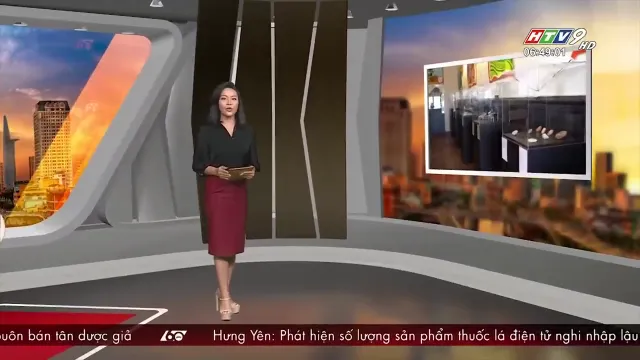 HTV9 HD
06:49:01
uôn bán tân dược giả 60 Hưng Yên: Phát hiện số lượng sản phẩm thuốc lá điện tử nghi nhập lậu